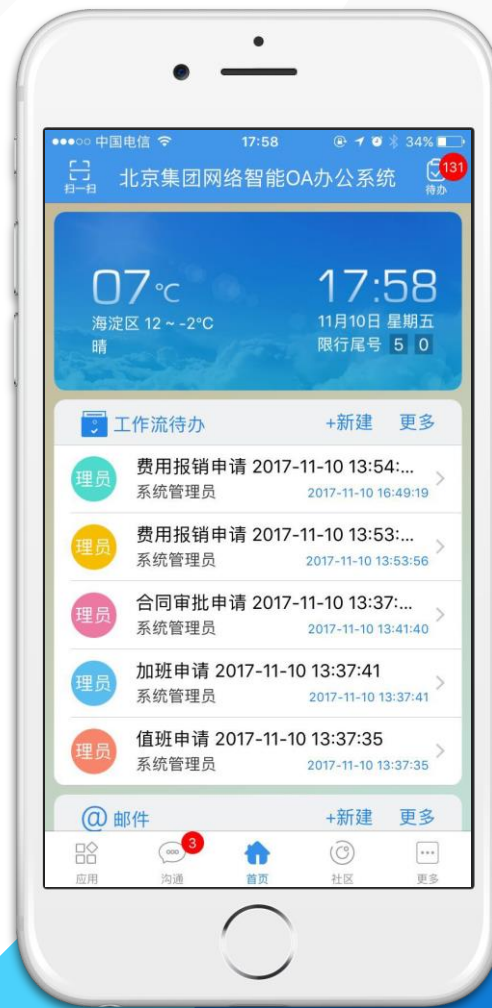 中国电信 17:58 34%
扫一扫 北京集团网络智能OA办公系统 131 待办
07℃ 17:58
海淀区 12 ~ -2°C 11月10日 星期五
晴 限行尾号 5 0
工作流待办 +新建 更多
理员 费用报销申请 2017-11-10 13:54:...
系统管理员 2017-11-10 16:49:19
理员 费用报销申请 2017-11-10 13:53:...
系统管理员 2017-11-10 13:53:56
理员 合同审批申请 2017-11-10 13:37:...
系统管理员 2017-11-10 13:41:40
理员 加班申请 2017-11-10 13:37:41
系统管理员 2017-11-10 13:37:41
理员 值班申请 2017-11-10 13:37:35
系统管理员 2017-11-10 13:37:35
@ 邮件 +新建 更多
3
应用 沟通 首页 社区 更多